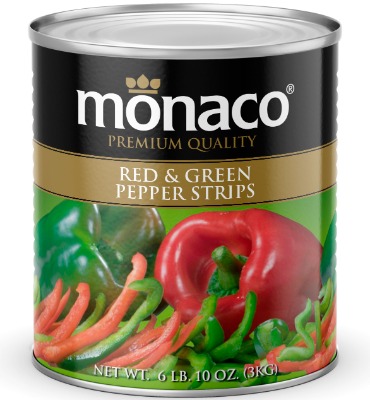 monaco®
PREMIUM QUALITY
RED & GREEN
PEPPER STRIPS
NET WT. 6 LB. 10 OZ. (3KG)